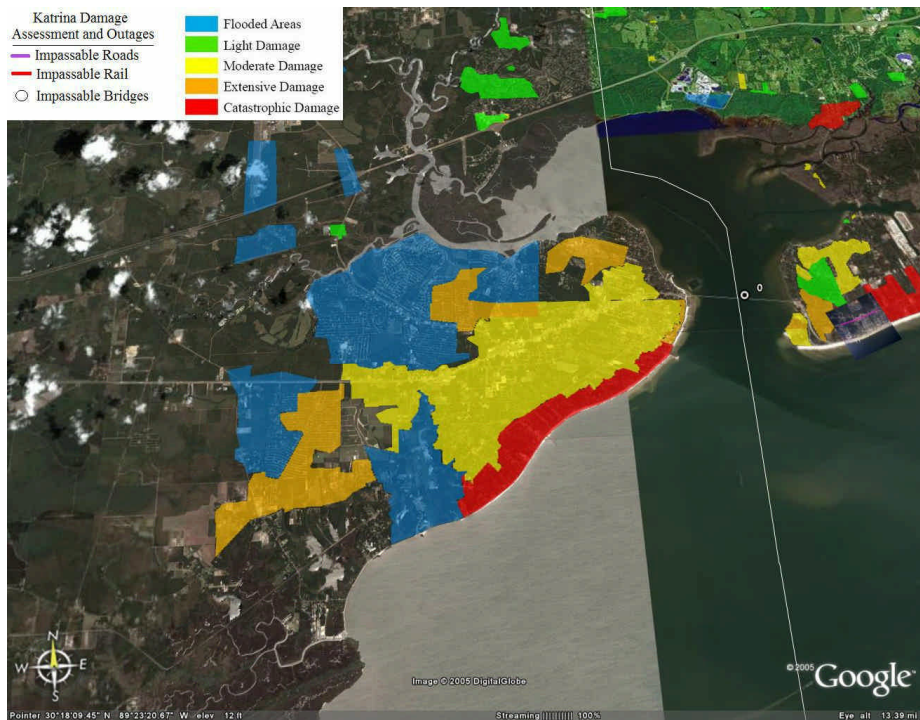 Katrina Damage
Assessment and Outages
Impassable Roads
Impassable Rail
Impassable Bridges
Flooded Areas
Light Damage
Moderate Damage
Extensive Damage
Catastrophic Damage
0
N
W E
S
Image © 2005 DigitalGlobe
© 2005 Google™
Pointer 30°18'09.45" N 89°23'20.67" W elev 12 ft Streaming |||||||||| 100% Eye alt 13.39 mi